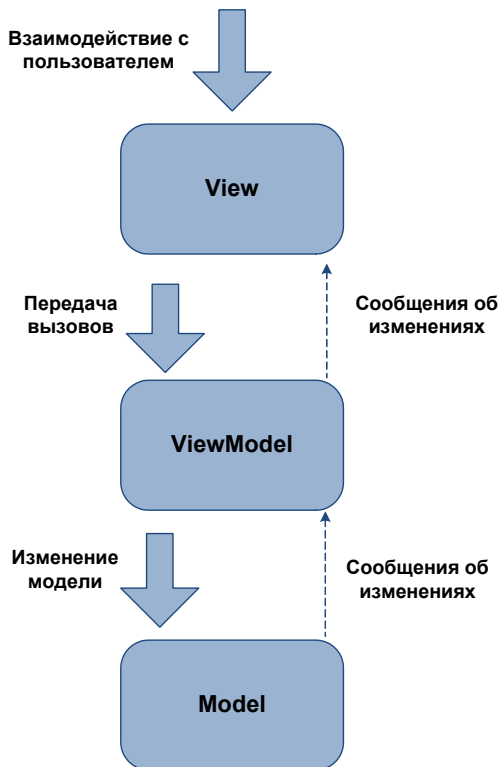 Взаимодействие с
пользователем
View
Передача
вызовов
Сообщения об
изменениях
ViewModel
Изменение
модели
Сообщения об
изменениях
Model